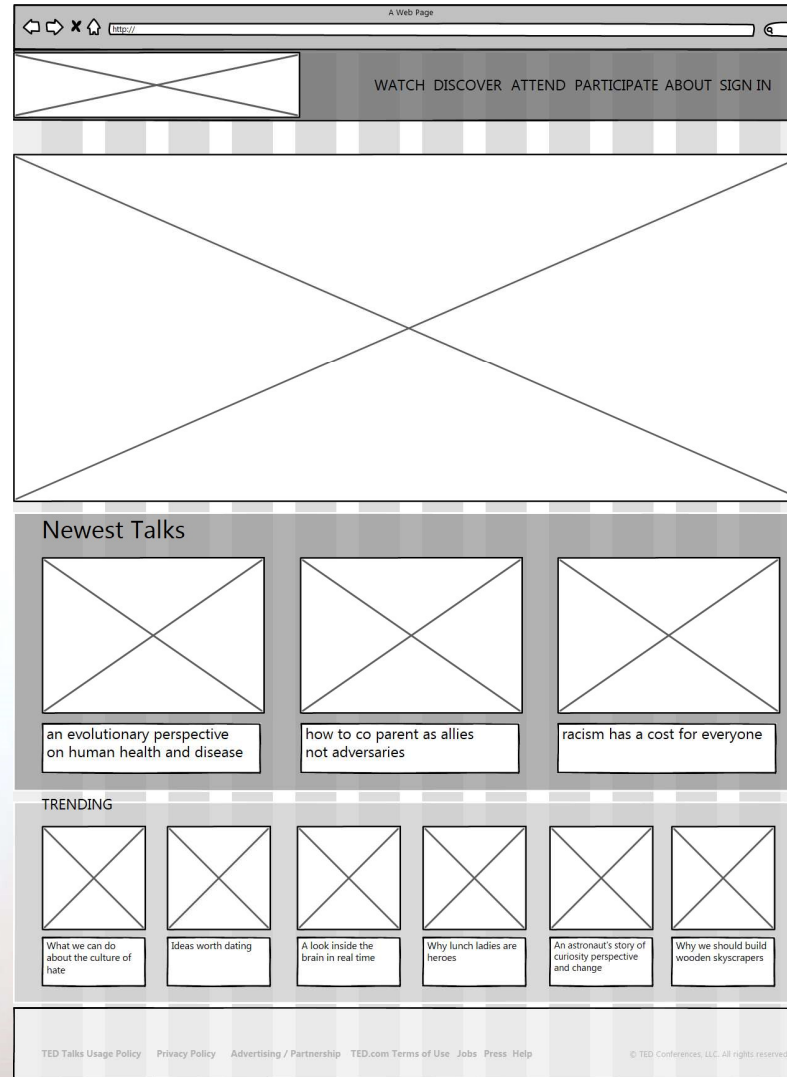 A Web Page
http://
WATCH DISCOVER ATTEND PARTICIPATE ABOUT SIGN IN
Newest Talks
an evolutionary perspective
on human health and disease
how to co parent as allies
not adversaries
racism has a cost for everyone
TRENDING
What we can do
about the culture of
hate
Ideas worth dating
A look inside the
brain in real time
Why lunch ladies are
heroes
An astronaut's story of
curiosity perspective
and change
Why we should build
wooden skyscrapers
TED Talks Usage Policy Privacy Policy Advertising / Partnership TED.com Terms of Use Jobs Press Help
© TED Conferences, LLC. All rights reserved